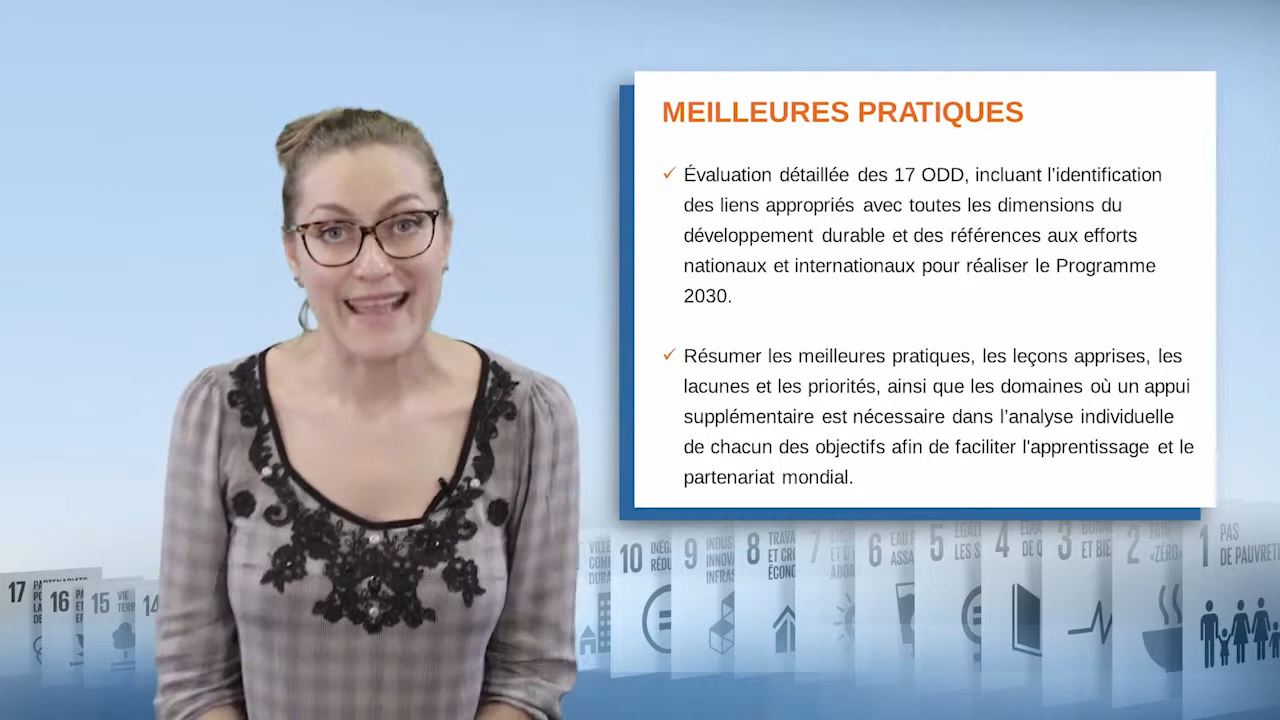 MEILLEURES PRATIQUES
✓ Évaluation détaillée des 17 ODD, incluant l’identification
des liens appropriés avec toutes les dimensions du
développement durable et des références aux efforts
nationaux et internationaux pour réaliser le Programme
2030.
✓ Résumer les meilleures pratiques, les leçons apprises, les
lacunes et les priorités, ainsi que les domaines où un appui
supplémentaire est nécessaire dans l’analyse individuelle
de chacun des objectifs afin de faciliter l'apprentissage et le
partenariat mondial.
17
16
15 VIE
14
10
9
8
7
6
5
4
3
2
1 PAS
DE PAUVRET